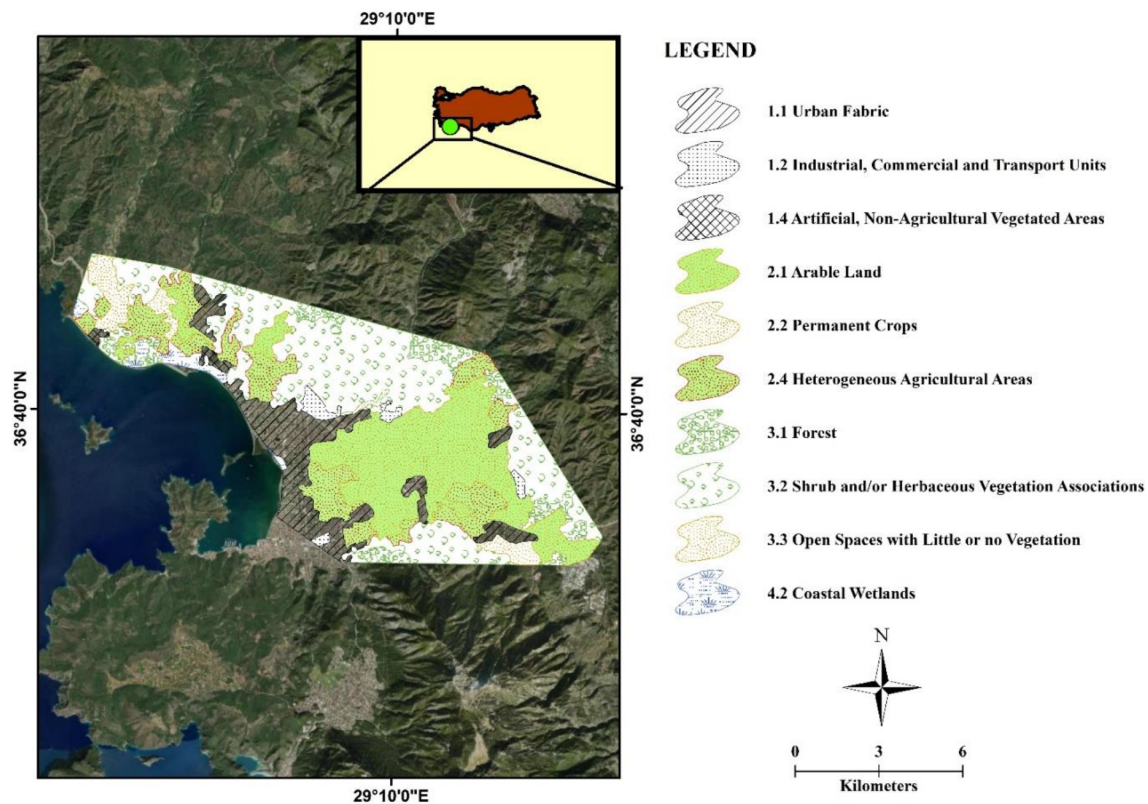 29°10'0"E
36°40'0"N
36°40'0"N
29°10'0"E
LEGEND
1.1 Urban Fabric
1.2 Industrial, Commercial and Transport Units
1.4 Artificial, Non-Agricultural Vegetated Areas
2.1 Arable Land
2.2 Permanent Crops
2.4 Heterogeneous Agricultural Areas
3.1 Forest
3.2 Shrub and/or Herbaceous Vegetation Associations
3.3 Open Spaces with Little or no Vegetation
4.2 Coastal Wetlands
N
0 3 6
Kilometers